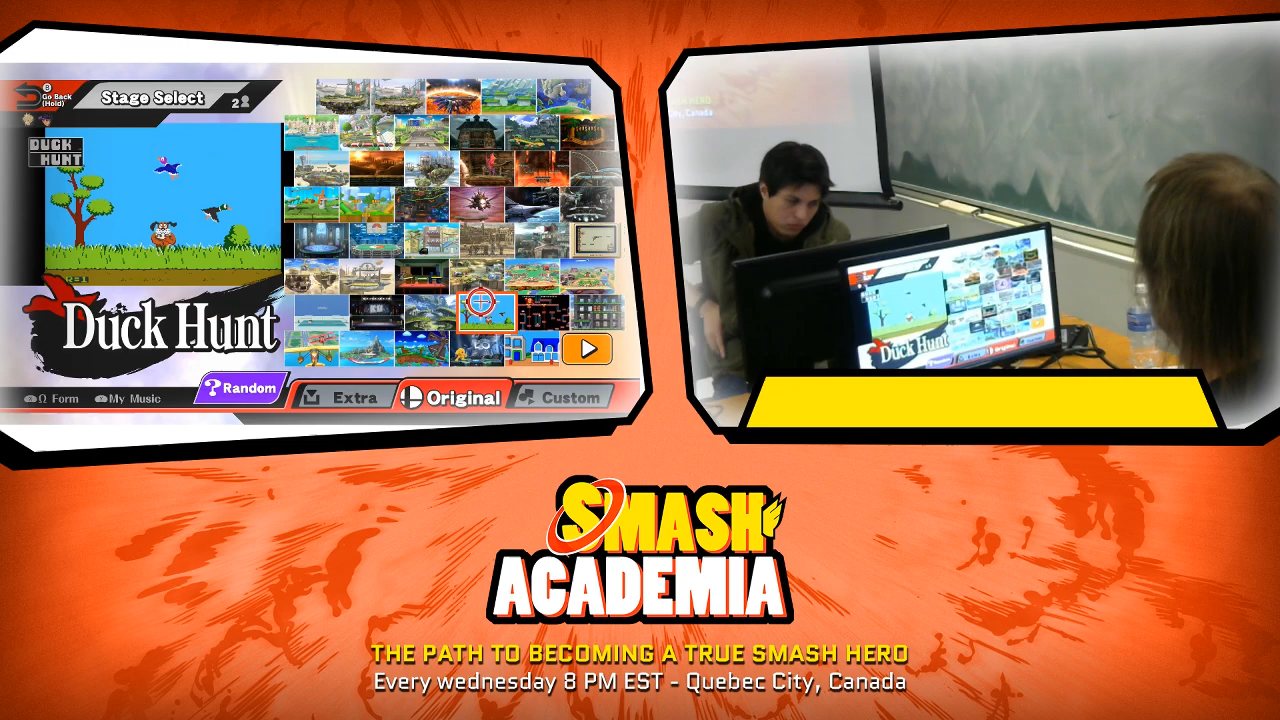 Go Back
(Hold)
Stage Select
2
DUCK
HUNT
Duck Hunt
Ω Form
My Music
Random
Extra
Original
Custom
Duck Hunt
SMASH
ACADEMIA
THE PATH TO BECOMING A TRUE SMASH HERO
Every wednesday 8 PM EST - Quebec City, Canada